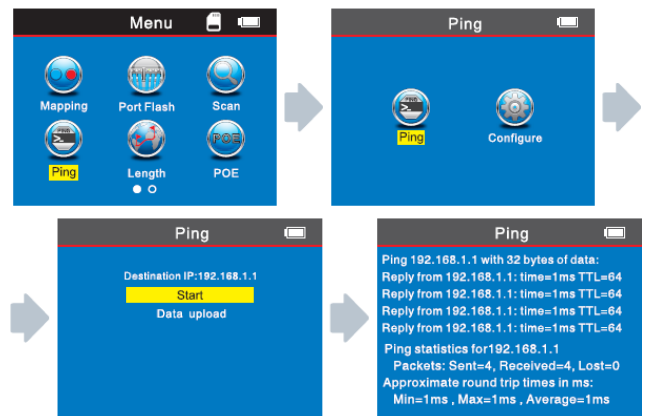 Menu
Mapping
Port Flash
Scan
PING
Ping
Length
POE
POE
Ping
PING
Ping
Configure
Ping
Destination IP:192.168.1.1
Start
Data upload
Ping
Ping 192.168.1.1 with 32 bytes of data:
Reply from 192.168.1.1: time=1ms TTL=64
Reply from 192.168.1.1: time=1ms TTL=64
Reply from 192.168.1.1: time=1ms TTL=64
Reply from 192.168.1.1: time=1ms TTL=64
Ping statistics for192.168.1.1
Packets: Sent=4, Received=4, Lost=0
Approximate round trip times in ms:
Min=1ms , Max=1ms , Average=1ms